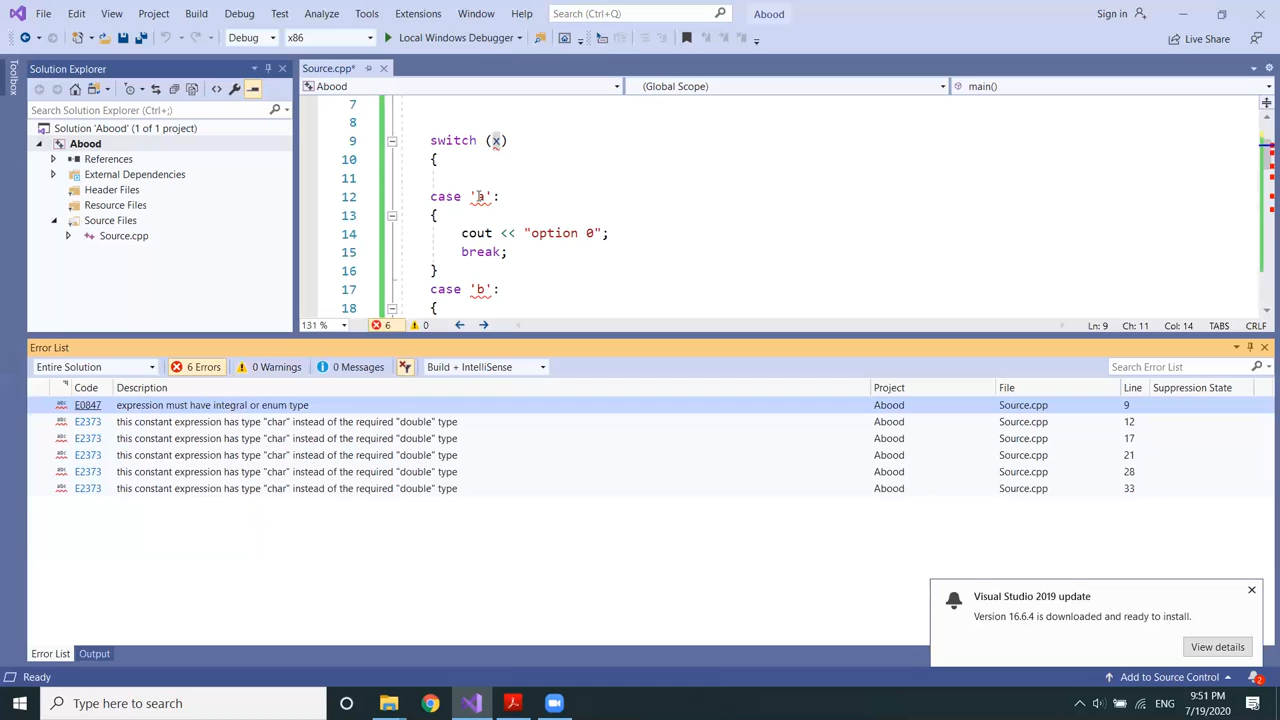 File Edit View Project Build Debug Test Analyze Tools Extensions Window Help Search (Ctrl+Q) Abood Sign in
Debug x86 Local Windows Debugger Live Share
Toolbox
Solution Explorer
Source.cpp*
Abood (Global Scope) main()
Search Solution Explorer (Ctrl+;)
Solution 'Abood' (1 of 1 project)
Abood
References
External Dependencies
Header Files
Resource Files
Source Files
Source.cpp
7
8
9 switch (x)
10 {
11
12 case 'a':
13 {
14 cout << "option 0";
15 break;
16 }
17 case 'b':
18 {
131 % 6 0 Ln: 9 Ch: 11 Col: 14 TABS CRLF
Error List
Entire Solution 6 Errors 0 Warnings 0 Messages Build + IntelliSense Search Error List
Code Description Project File Line Suppression State
abc E0847 expression must have integral or enum type Abood Source.cpp 9
abc E2373 this constant expression has type "char" instead of the required "double" type Abood Source.cpp 12
abc E2373 this constant expression has type "char" instead of the required "double" type Abood Source.cpp 17
abc E2373 this constant expression has type "char" instead of the required "double" type Abood Source.cpp 21
abc E2373 this constant expression has type "char" instead of the required "double" type Abood Source.cpp 28
abc E2373 this constant expression has type "char" instead of the required "double" type Abood Source.cpp 33
Visual Studio 2019 update
Version 16.6.4 is downloaded and ready to install.
View details
Error List Output
Ready Add to Source Control 2
Type here to search ENG 9:51 PM
7/19/2020